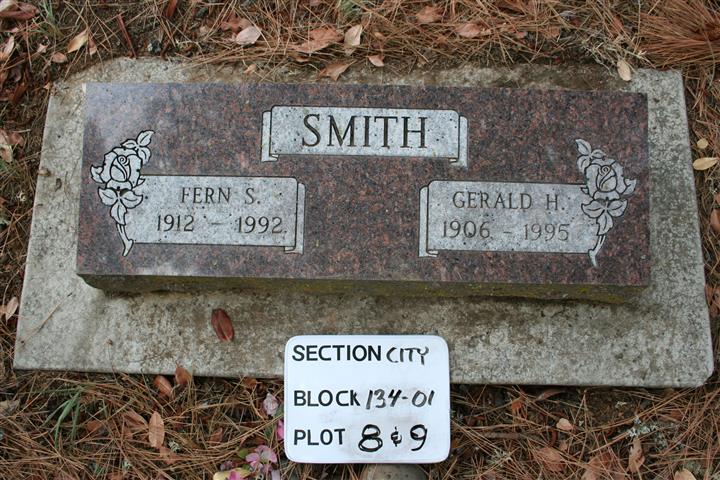 SMITH
FERN S.
1912 - 1992
GERALD H.
1906 - 1995
SECTION CITY
BLOCK 134-01
PLOT 8 & 9